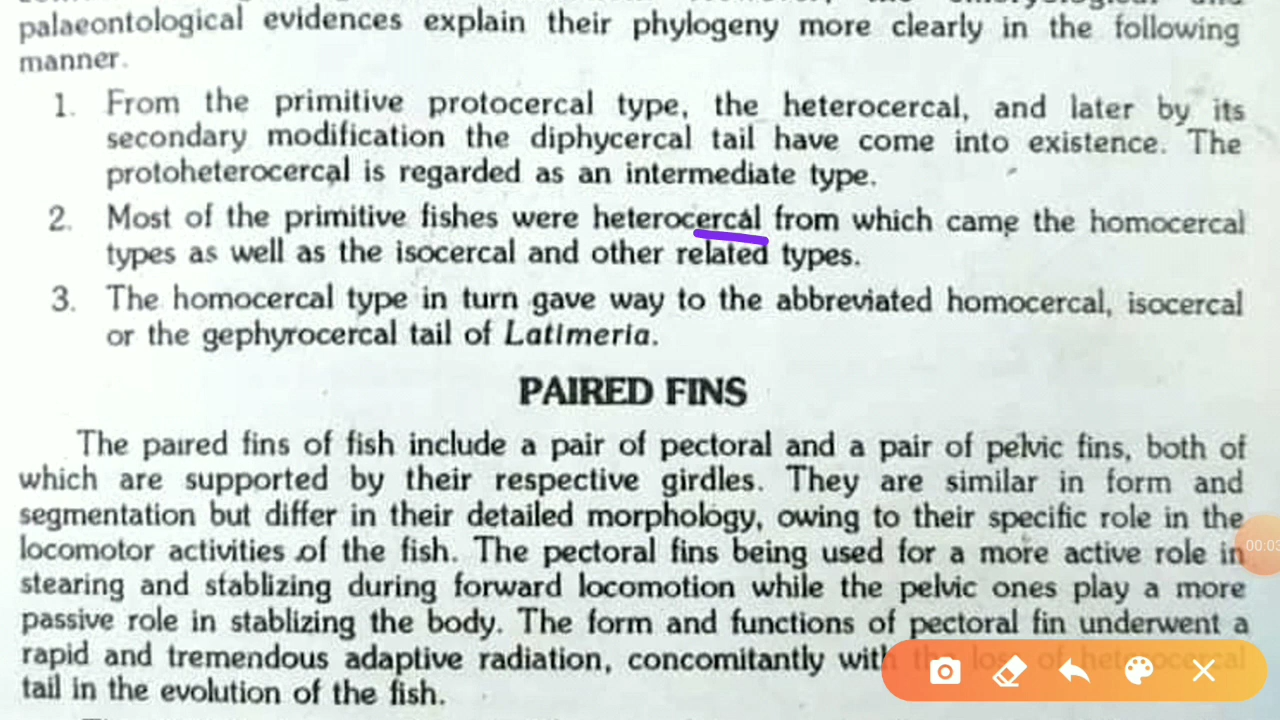 palaeontological evidences explain their phylogeny more clearly in the following
manner.
1. From the primitive protocercal type, the heterocercal, and later by its
secondary modification the diphycercal tail have come into existence. The
protoheterocercal is regarded as an intermediate type.
2. Most of the primitive fishes were heterocercal from which came the homocercal
types as well as the isocercal and other related types.
3. The homocercal type in turn gave way to the abbreviated homocercal, isocercal
or the gephyrocercal tail of Latimeria.
PAIRED FINS
The paired fins of fish include a pair of pectoral and a pair of pelvic fins, both of
which are supported by their respective girdles. They are similar in form and
segmentation but differ in their detailed morphology, owing to their specific role in the
locomotor activities of the fish. The pectoral fins being used for a more active role in
00:03
stearing and stablizing during forward locomotion while the pelvic ones play a more
passive role in stablizing the body. The form and functions of pectoral fin underwent a
rapid and tremendous adaptive radiation, concomitantly with the loss of heterocercal
tail in the evolution of the fish.